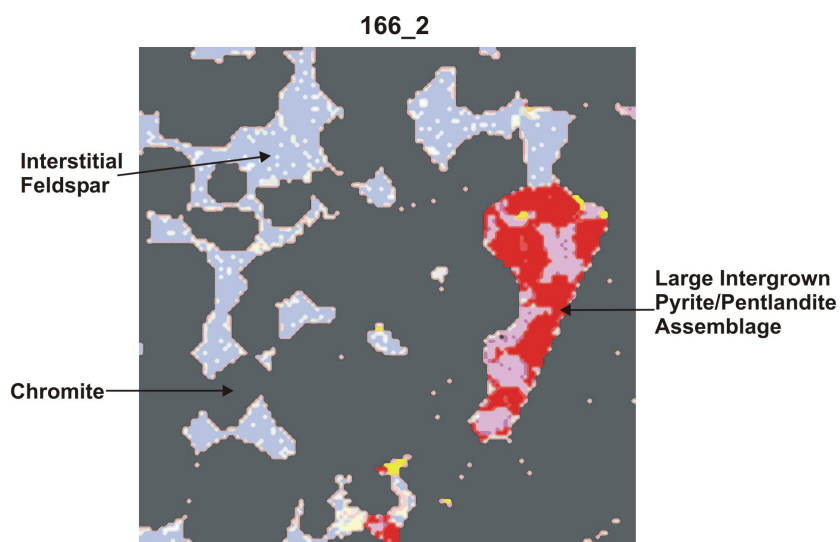 166_2
Interstitial
Feldspar
Large Intergrown
Pyrite/Pentlandite
Assemblage
Chromite